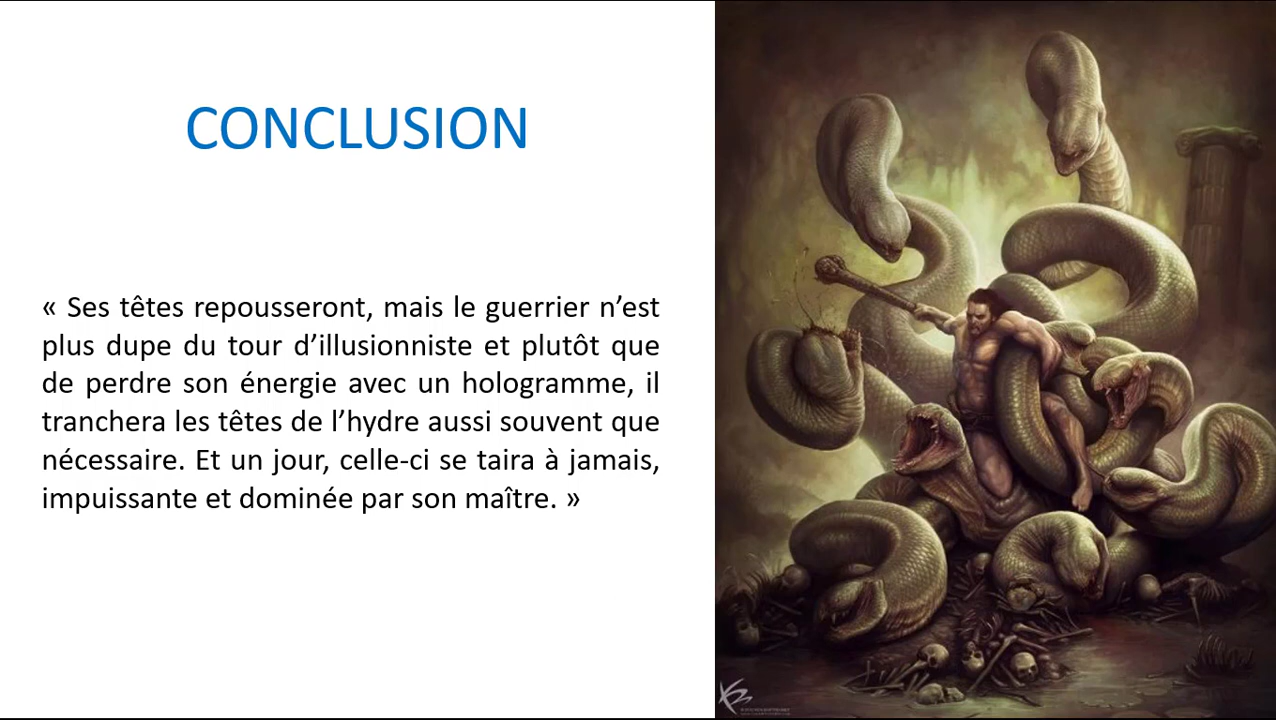 CONCLUSION
« Ses têtes repousseront, mais le guerrier n’est
plus dupe du tour d’illusionniste et plutôt que
de perdre son énergie avec un hologramme, il
tranchera les têtes de l’hydre aussi souvent que
nécessaire. Et un jour, celle-ci se taira à jamais,
impuissante et dominée par son maître. »